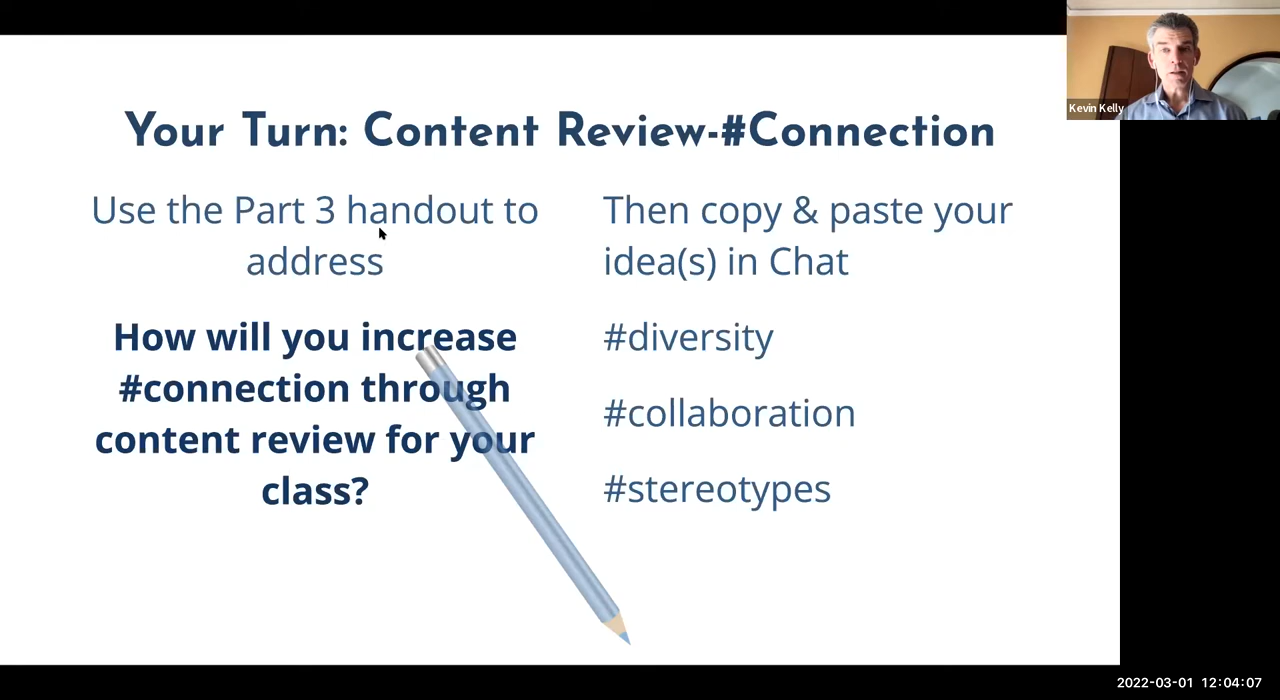 Your Turn: Content Review-#Connection
Use the Part 3 handout to
address
How will you increase
#connection through
content review for your
class?
Then copy & paste your
idea(s) in Chat
#diversity
#collaboration
#stereotypes
Kevin Kelly
2022-03-01 12:04:07